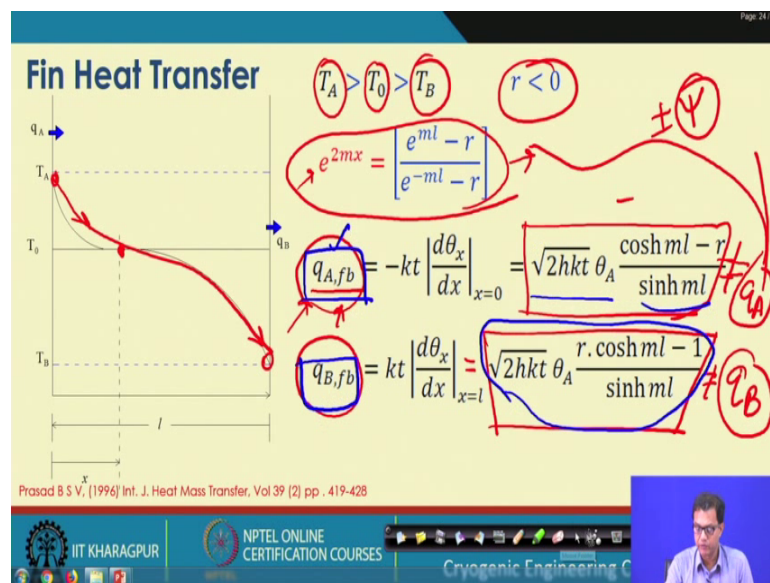 Page: 24 /
Fin Heat Transfer
T_A > T_0 > T_B
r < 0
± ψ
q_A
T_A
e^{2mx} = [ (e^{ml} − r) / (e^{−ml} − r) ]
T_0
q_B
q_{A,fb} = −kt |dθ_x/dx|_{x=0} = √2hkt θ_A (cosh ml − r)/(sinh ml) ≠ q_A
T_B
q_{B,fb} = kt |dθ_x/dx|_{x=l} = √2hkt θ_A (r.cosh ml − 1)/(sinh ml) ≠ q_B
l
x
Prasad B S V, (1996) Int. J. Heat Mass Transfer, Vol 39 (2) pp . 419-428
IIT KHARAGPUR
NPTEL ONLINE
CERTIFICATION COURSES
Cryogenic Engineering C